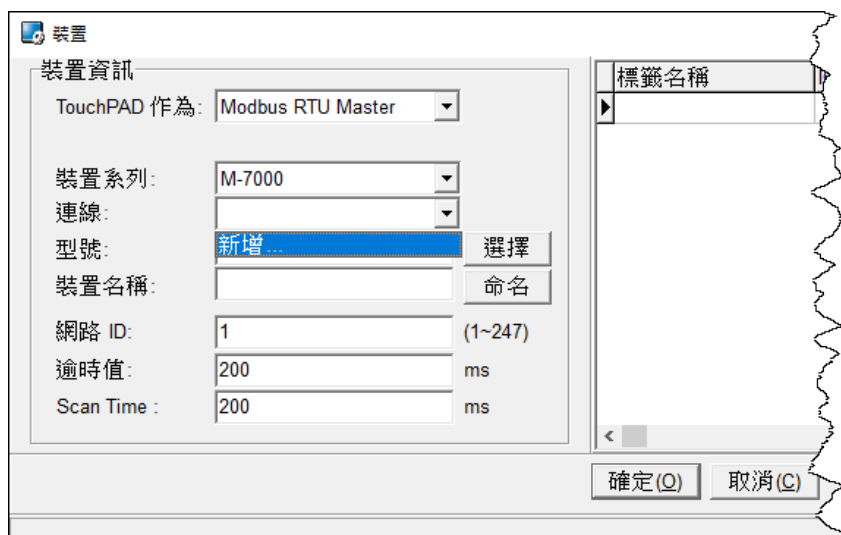 裝置
裝置資訊
TouchPAD 作為: Modbus RTU Master
裝置系列: M-7000
連線:
新增...
型號: 選擇
裝置名稱: 命名
網路 ID: 1 (1~247)
逾時值: 200 ms
Scan Time : 200 ms
標籤名稱
確定(O) 取消(C)